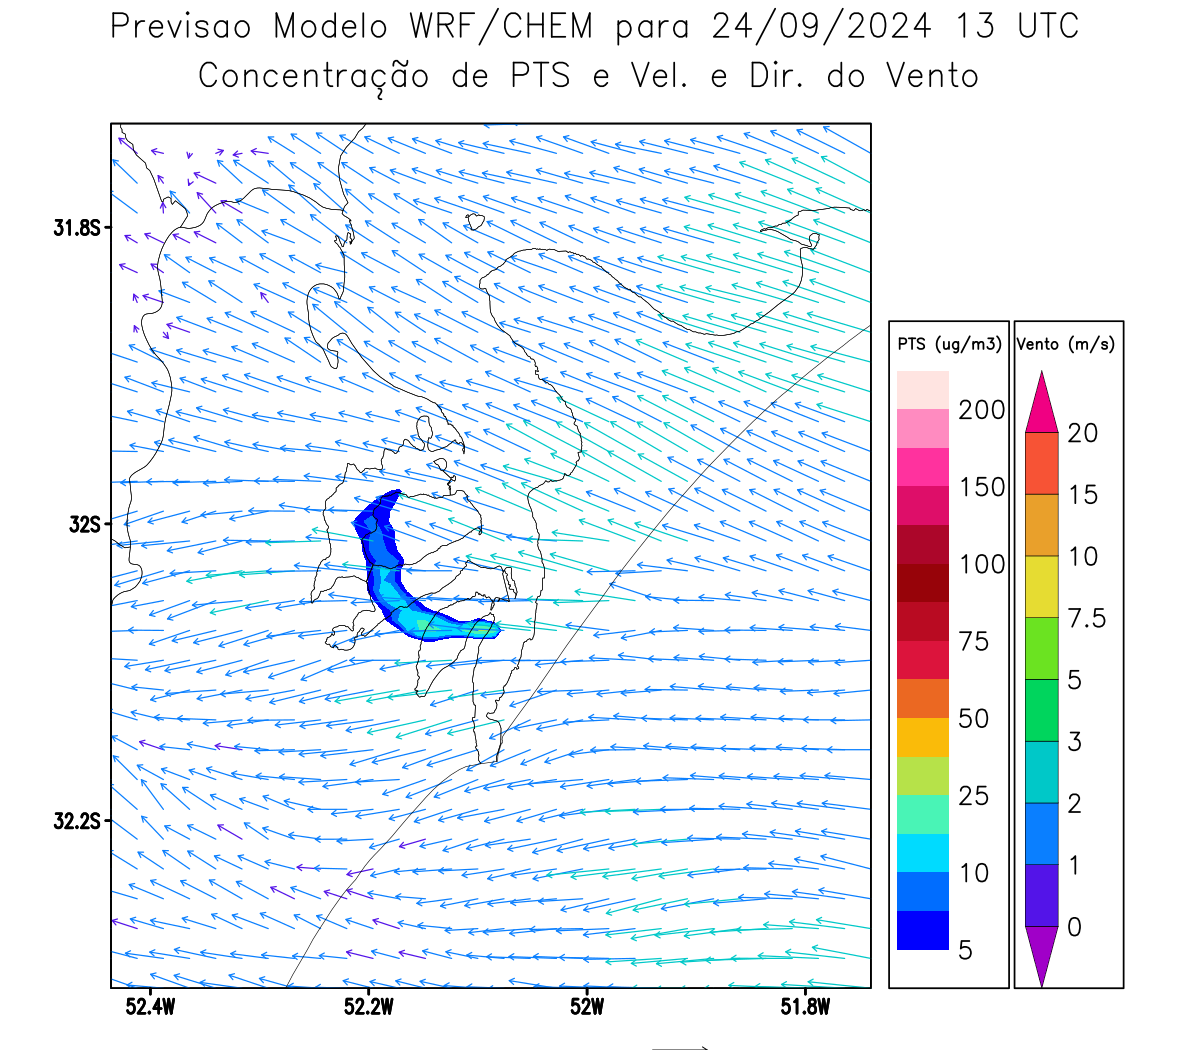 Previsao Modelo WRF/CHEM para 24/09/2024 13 UTC
Concentração de PTS e Vel. e Dir. do Vento
31.8S
32S
32.2S
52.4W 52.2W 52W 51.8W
PTS (ug/m3)
200
150
100
75
50
25
10
5
Vento (m/s)
20
15
10
7.5
5
3
2
1
0